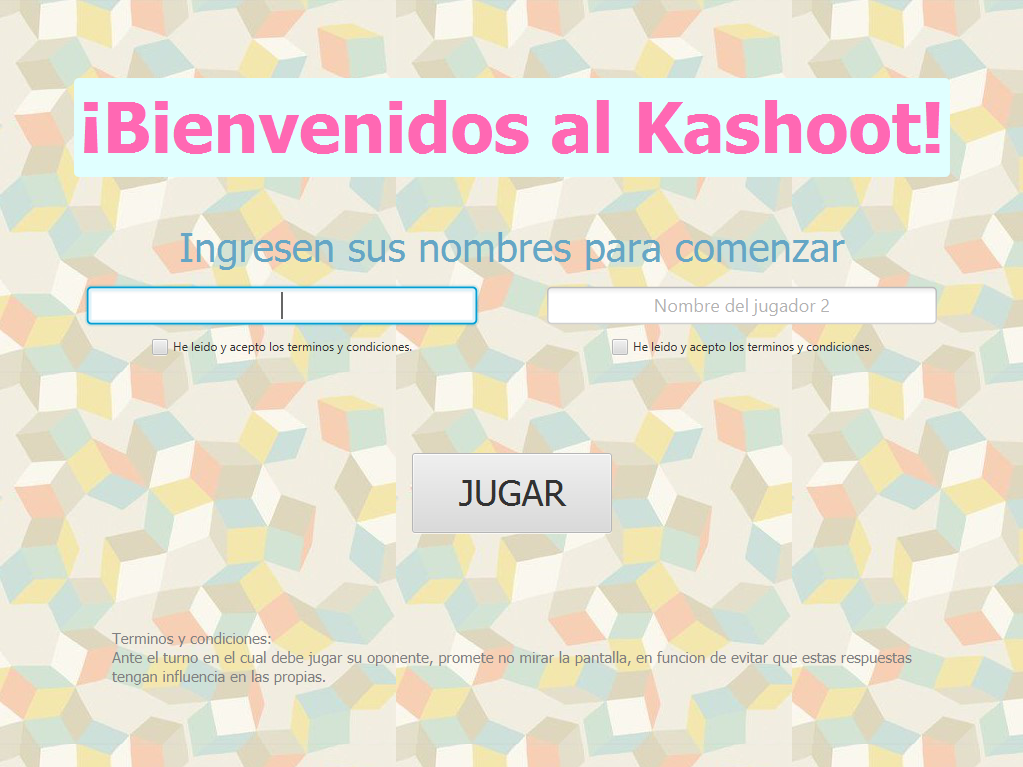 ¡Bienvenidos al Kashoot!
Ingresen sus nombres para comenzar
Nombre del jugador 2
He leido y acepto los terminos y condiciones.
He leido y acepto los terminos y condiciones.
JUGAR
Terminos y condiciones:
Ante el turno en el cual debe jugar su oponente, promete no mirar la pantalla, en funcion de evitar que estas respuestas
tengan influencia en las propias.